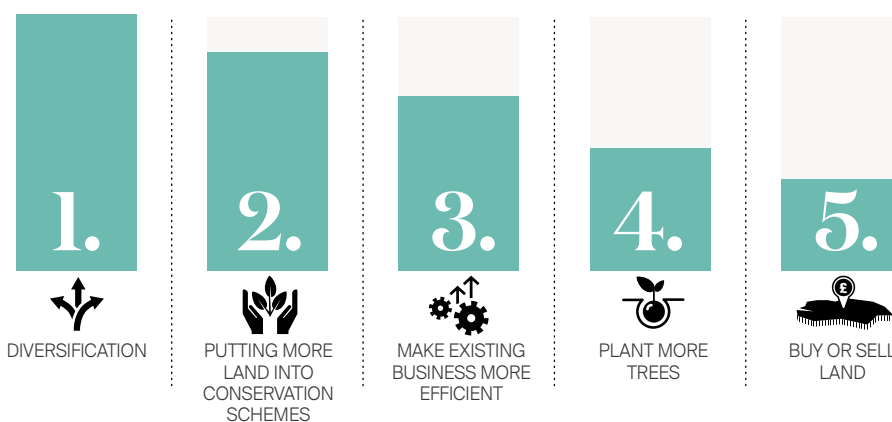 1.
2.
3.
4.
5.
£
DIVERSIFICATION
PUTTING MORE
LAND INTO
CONSERVATION
SCHEMES
MAKE EXISTING
BUSINESS MORE
EFFICIENT
PLANT MORE
TREES
BUY OR SELL
LAND